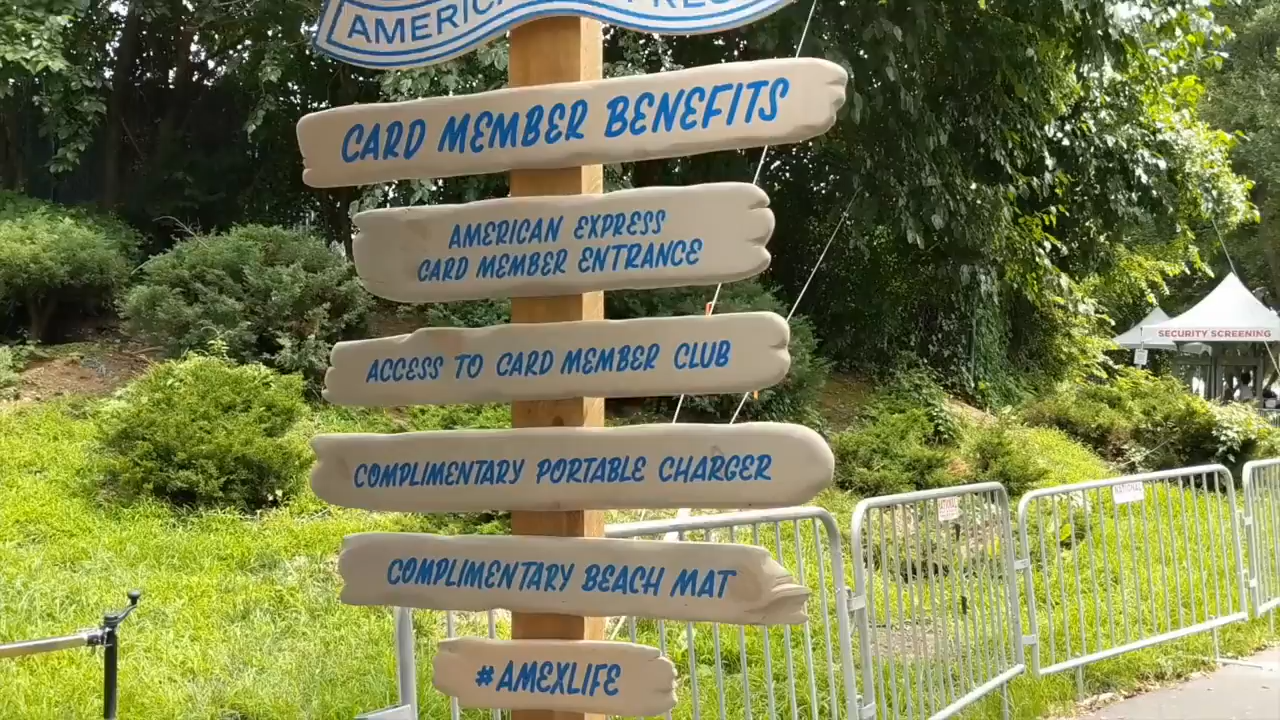 AMERICA
CARD MEMBER BENEFITS
AMERICAN EXPRESS
CARD MEMBER ENTRANCE
SECURITY SCREENING
ACCESS TO CARD MEMBER CLUB
COMPLIMENTARY PORTABLE CHARGER
NATIONAL
COMPLIMENTARY BEACH MAT
#AMEXLIFE